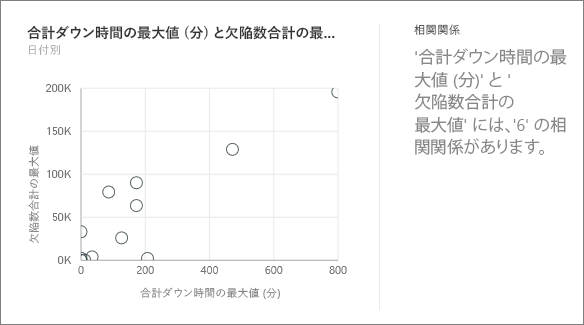 合計ダウン時間の最大値 (分) と欠陥数合計の最...
日付別
200K
150K
100K
50K
0K
0
200
400
600
800
欠陥数合計の最大値
合計ダウン時間の最大値 (分)
相関関係
'合計ダウン時間の最
大値 (分)' と '
欠陥数合計の
最大値' には、'6' の相
関関係があります。